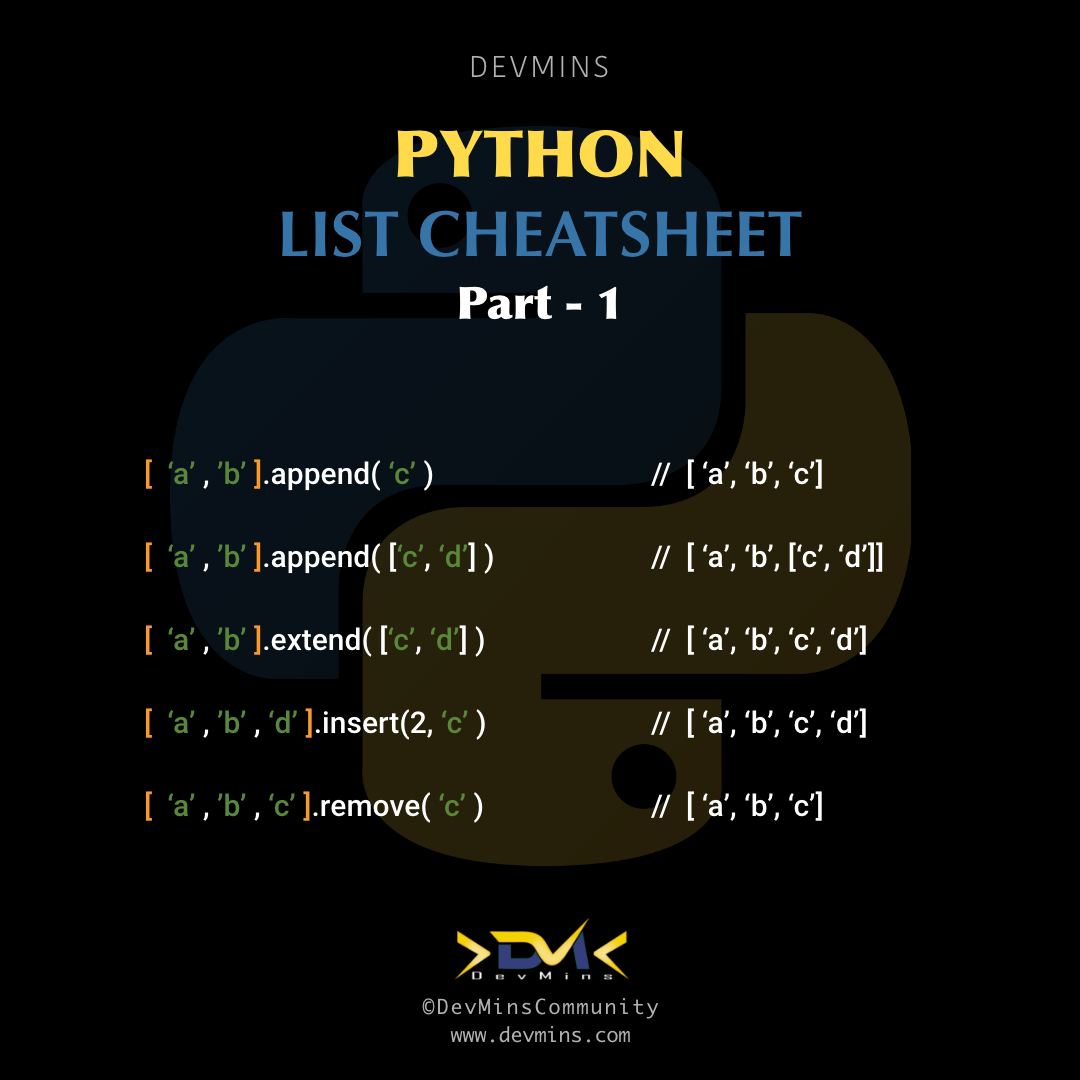 DEVMINS
PYTHON
LIST CHEATSHEET
Part - 1
[ ‘a’ , ’b’ ].append( ‘c’ ) // [ ‘a’, ‘b’, ‘c’]
[ ‘a’ , ’b’ ].append( [‘c’, ‘d’] ) // [ ‘a’, ‘b’, [‘c’, ‘d’]]
[ ‘a’ , ’b’ ].extend( [‘c’, ‘d’] ) // [ ‘a’, ‘b’, ‘c’, ‘d’]
[ ‘a’ , ’b’ , ‘d’ ].insert(2, ‘c’ ) // [ ‘a’, ‘b’, ‘c’, ‘d’]
[ ‘a’ , ’b’ , ‘c’ ].remove( ‘c’ ) // [ ‘a’, ‘b’, ‘c’]
>DM<
DevMins
©DevMinsCommunity
www.devmins.com